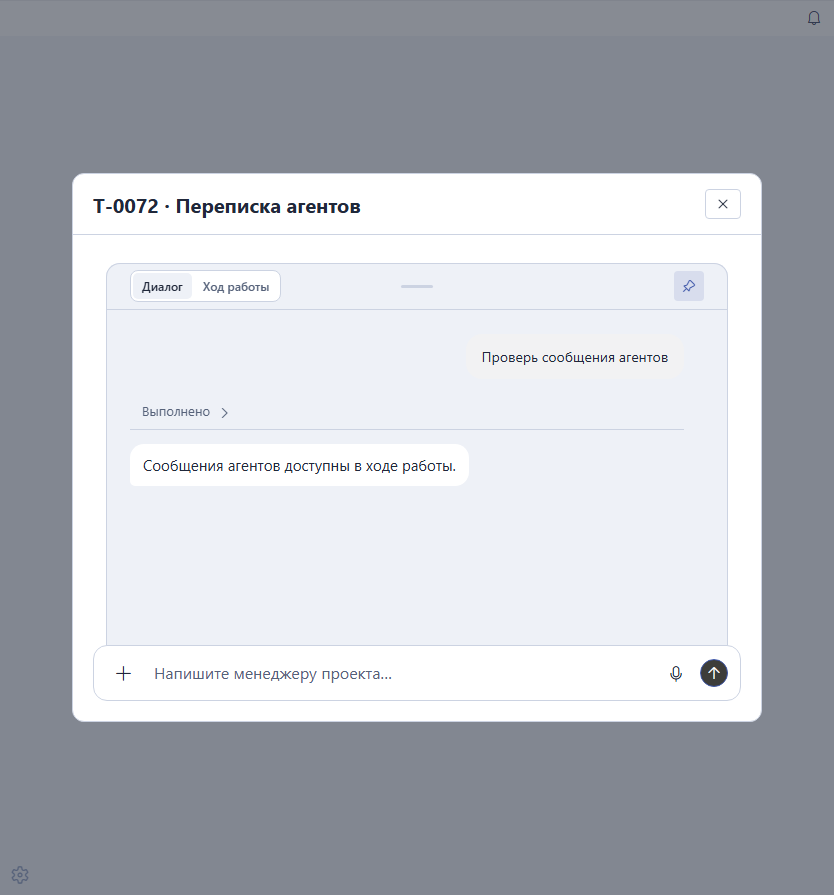 T-0072 · Переписка агентов
Диалог
Ход работы
Проверь сообщения агентов
Выполнено
Сообщения агентов доступны в ходе работы.
Напишите менеджеру проекта...